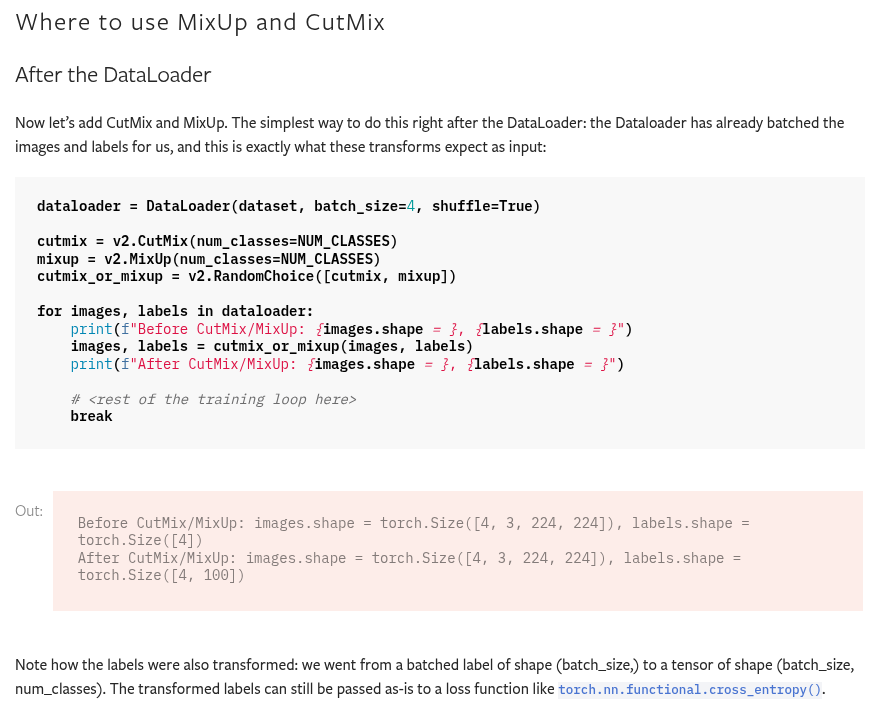 Where to use MixUp and CutMix
After the DataLoader
Now let’s add CutMix and MixUp. The simplest way to do this right after the DataLoader: the Dataloader has already batched the
images and labels for us, and this is exactly what these transforms expect as input:
dataloader = DataLoader(dataset, batch_size=4, shuffle=True)
cutmix = v2.CutMix(num_classes=NUM_CLASSES)
mixup = v2.MixUp(num_classes=NUM_CLASSES)
cutmix_or_mixup = v2.RandomChoice([cutmix, mixup])
for images, labels in dataloader:
    print(f"Before CutMix/MixUp: {images.shape = }, {labels.shape = }")
    images, labels = cutmix_or_mixup(images, labels)
    print(f"After CutMix/MixUp: {images.shape = }, {labels.shape = }")
    # <rest of the training loop here>
    break
Out:
Before CutMix/MixUp: images.shape = torch.Size([4, 3, 224, 224]), labels.shape =
torch.Size([4])
After CutMix/MixUp: images.shape = torch.Size([4, 3, 224, 224]), labels.shape =
torch.Size([4, 100])
Note how the labels were also transformed: we went from a batched label of shape (batch_size,) to a tensor of shape (batch_size,
num_classes). The transformed labels can still be passed as-is to a loss function like torch.nn.functional.cross_entropy().